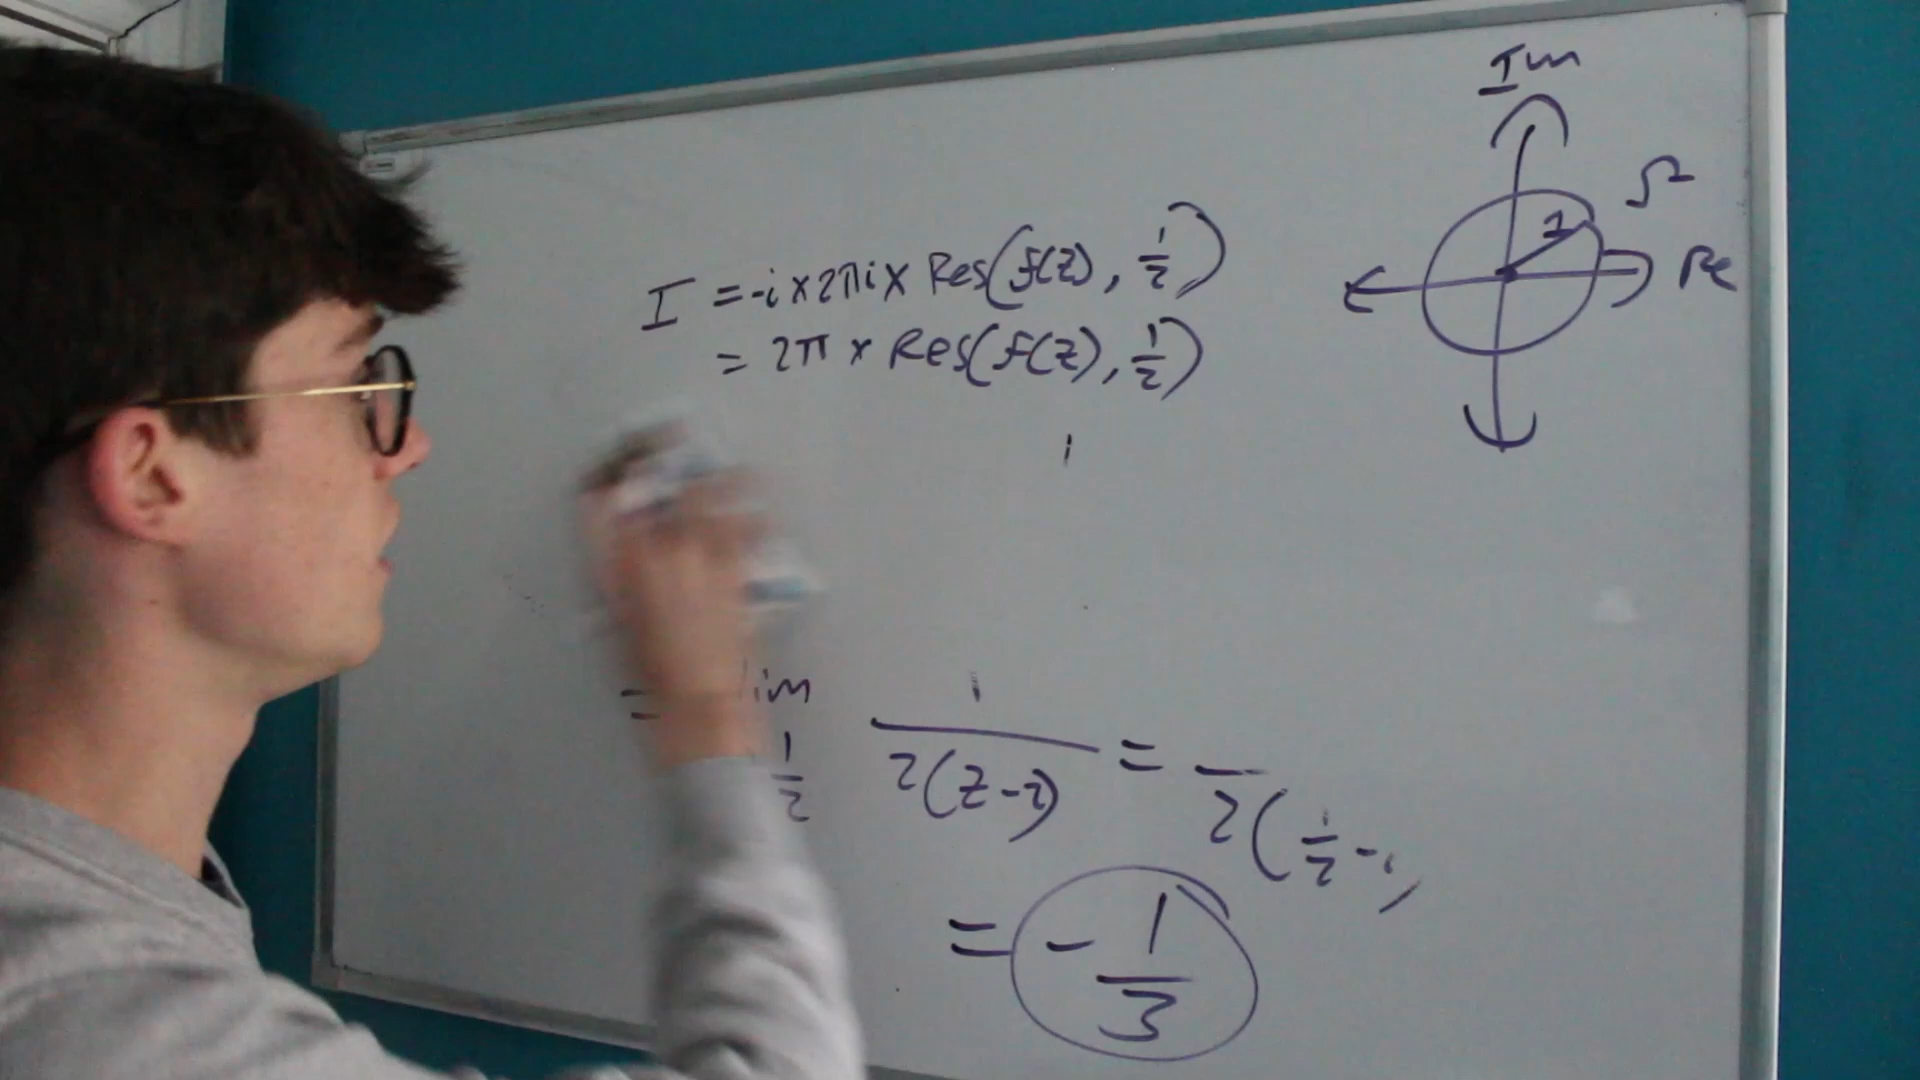 Im
Ω
1
Re
I = -i × 2πi × Res(f(z), 1/2)
= 2π × Res(f(z), 1/2)
= lim 1/2 1/2(z-2) = /2(1/2 -
= - 1/3